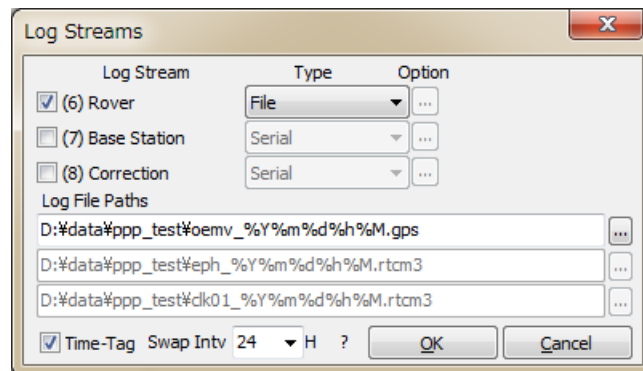 Log Streams
Log Stream Type Option
(6) Rover File ...
(7) Base Station Serial ...
(8) Correction Serial ...
Log File Paths
D:¥data¥ppp_test¥oemv_%Y%m%d%h%M.gps ...
D:¥data¥ppp_test¥eph_%Y%m%d%h%M.rtcm3 ...
D:¥data¥ppp_test¥clk01_%Y%m%d%h%M.rtcm3 ...
Time-Tag Swap Intv 24 H ? OK Cancel